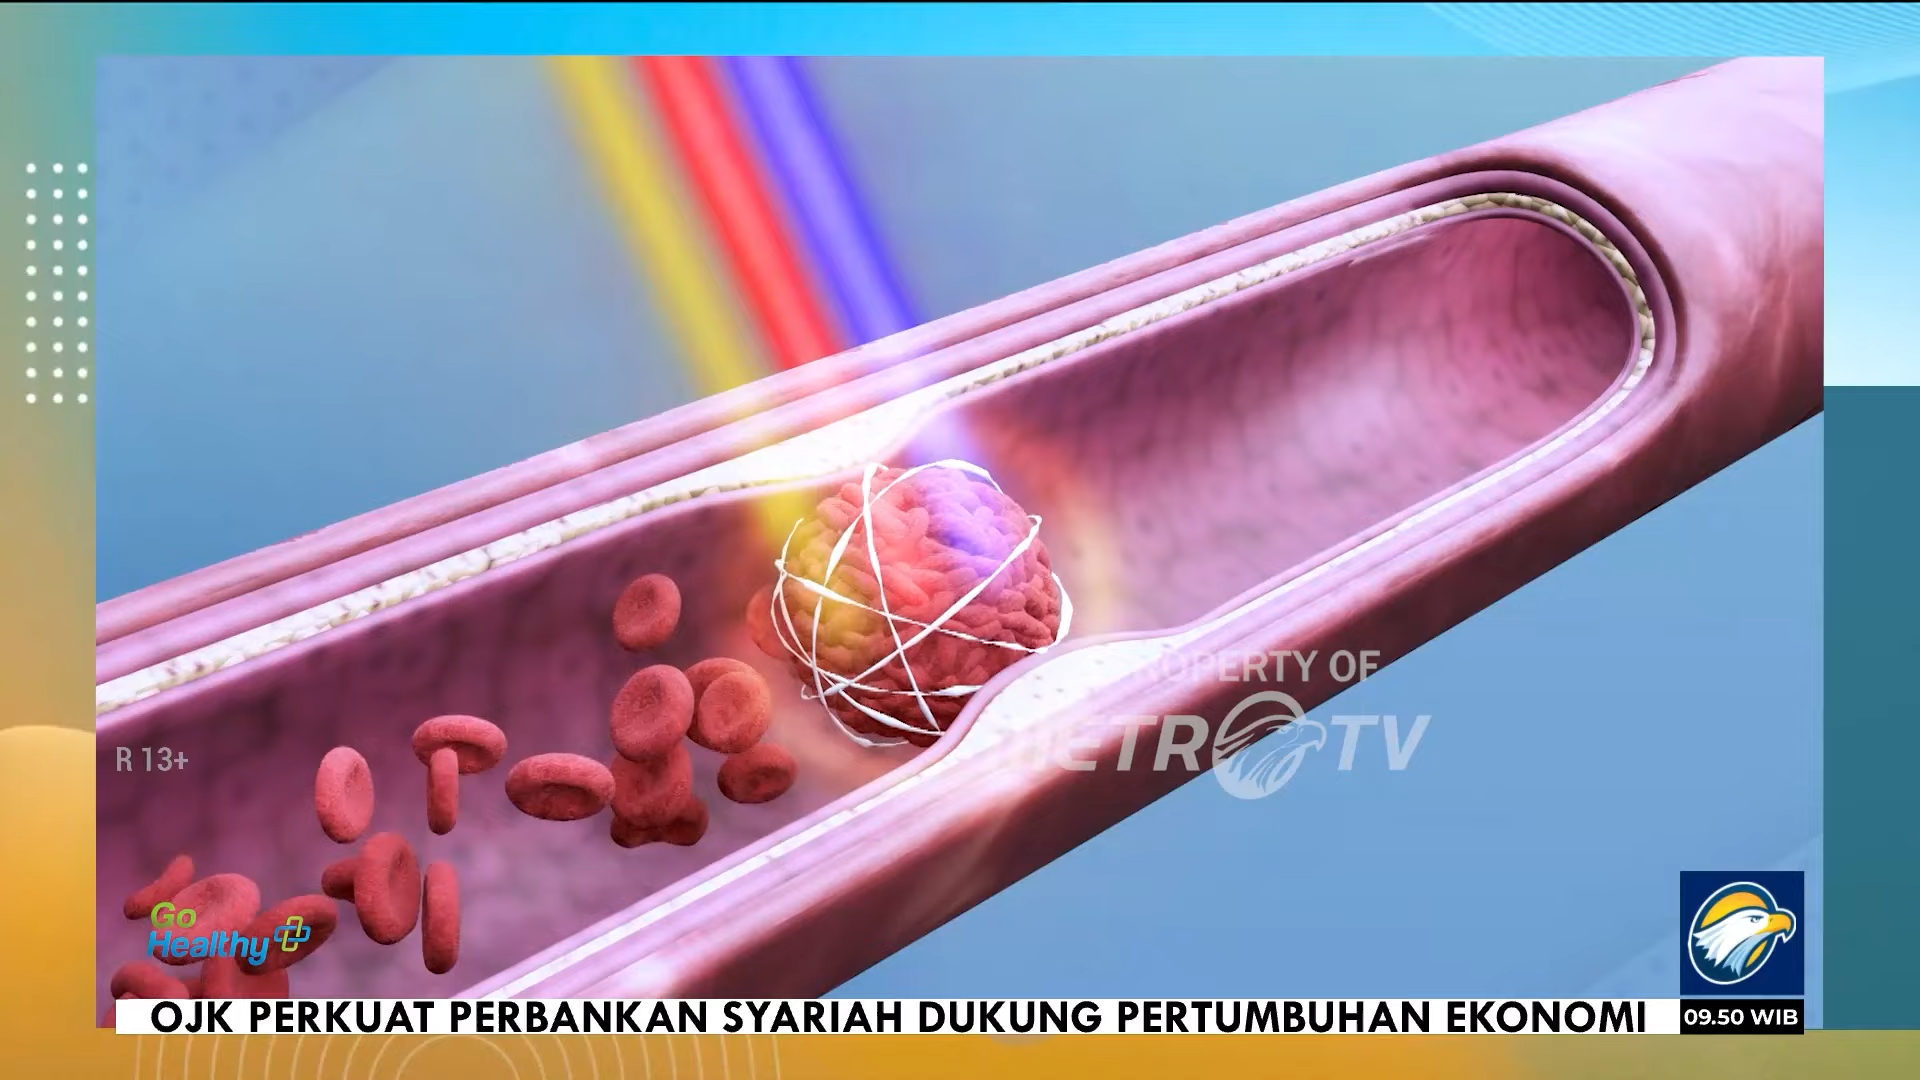 PROPERTY OF
METRO TV
R 13+
Go
Healthy
OJK PERKUAT PERBANKAN SYARIAH DUKUNG PERTUMBUHAN EKONOMI
09.50 WIB